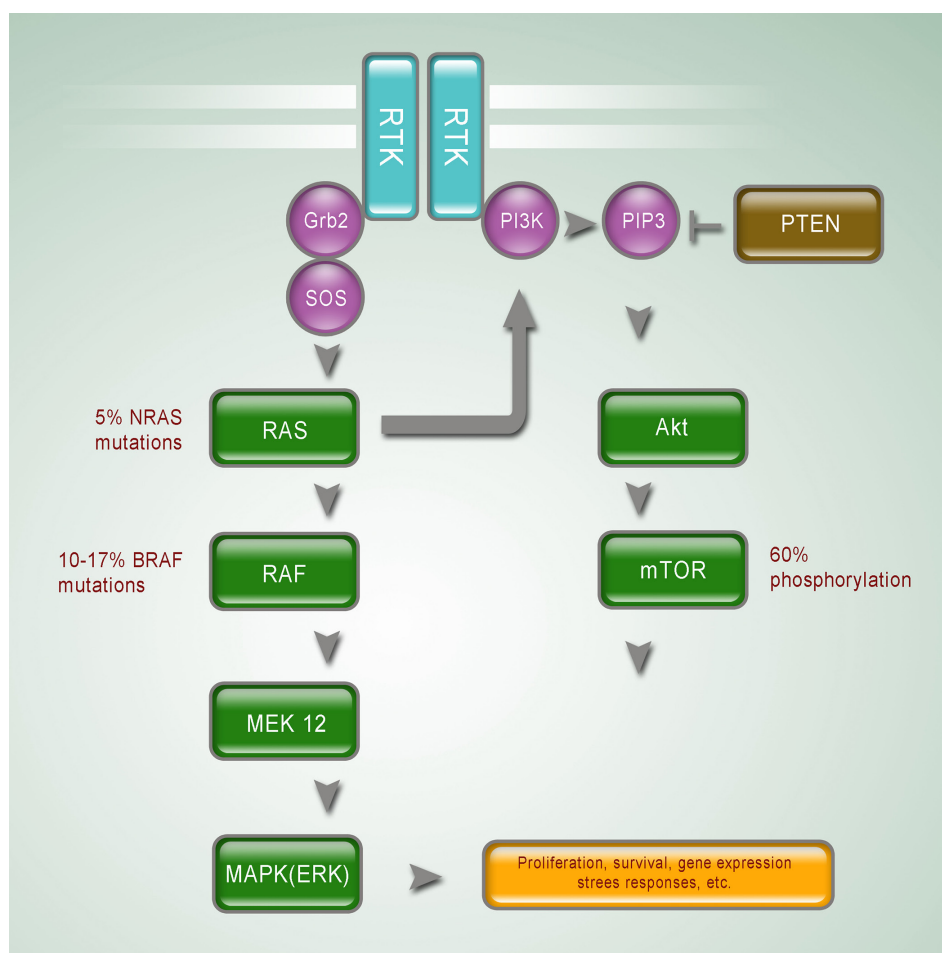 RTK
RTK
Grb2
PI3K
PIP3
PTEN
SOS
5% NRAS
mutations
RAS
Akt
10-17% BRAF
mutations
RAF
mTOR
60%
phosphorylation
MEK 12
MAPK(ERK)
Proliferation, survival, gene expression
strees responses, etc.